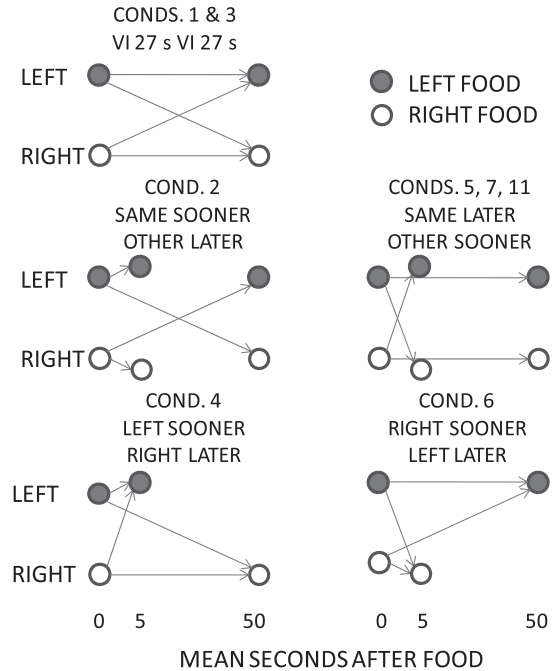 CONDS. 1 & 3
VI 27 s VI 27 s
LEFT
RIGHT
LEFT FOOD
RIGHT FOOD
COND. 2
SAME SOONER
OTHER LATER
LEFT
RIGHT
CONDS. 5, 7, 11
SAME LATER
OTHER SOONER
COND. 4
LEFT SOONER
RIGHT LATER
LEFT
RIGHT
COND. 6
RIGHT SOONER
LEFT LATER
0 5 50 0 5 50
MEAN SECONDS AFTER FOOD